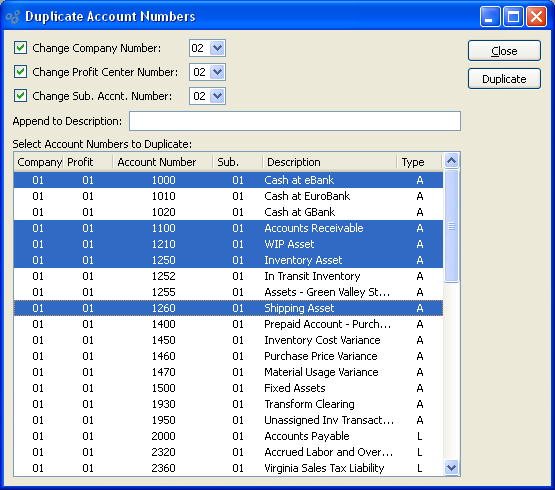 Duplicate Account Numbers
Change Company Number: 02
Close
Change Profit Center Number: 02
Duplicate
Change Sub. Accnt. Number: 02
Append to Description:
Select Account Numbers to Duplicate:
Company Profit Account Number Sub. Description Type
01 01 1000 01 Cash at eBank A
01 01 1010 01 Cash at EuroBank A
01 01 1020 01 Cash at GBank A
01 01 1100 01 Accounts Receivable A
01 01 1210 01 WIP Asset A
01 01 1250 01 Inventory Asset A
01 01 1252 01 In Transit Inventory A
01 01 1255 01 Assets - Green Valley St... A
01 01 1260 01 Shipping Asset A
01 01 1400 01 Prepaid Account - Purch... A
01 01 1450 01 Inventory Cost Variance A
01 01 1460 01 Purchase Price Variance A
01 01 1470 01 Material Usage Variance A
01 01 1500 01 Fixed Assets A
01 01 1930 01 Transform Clearing A
01 01 1950 01 Unassigned Inv Transact... A
01 01 2000 01 Accounts Payable L
01 01 2320 01 Accrued Labor and Over... L
01 01 2360 01 Virginia Sales Tax Liability L